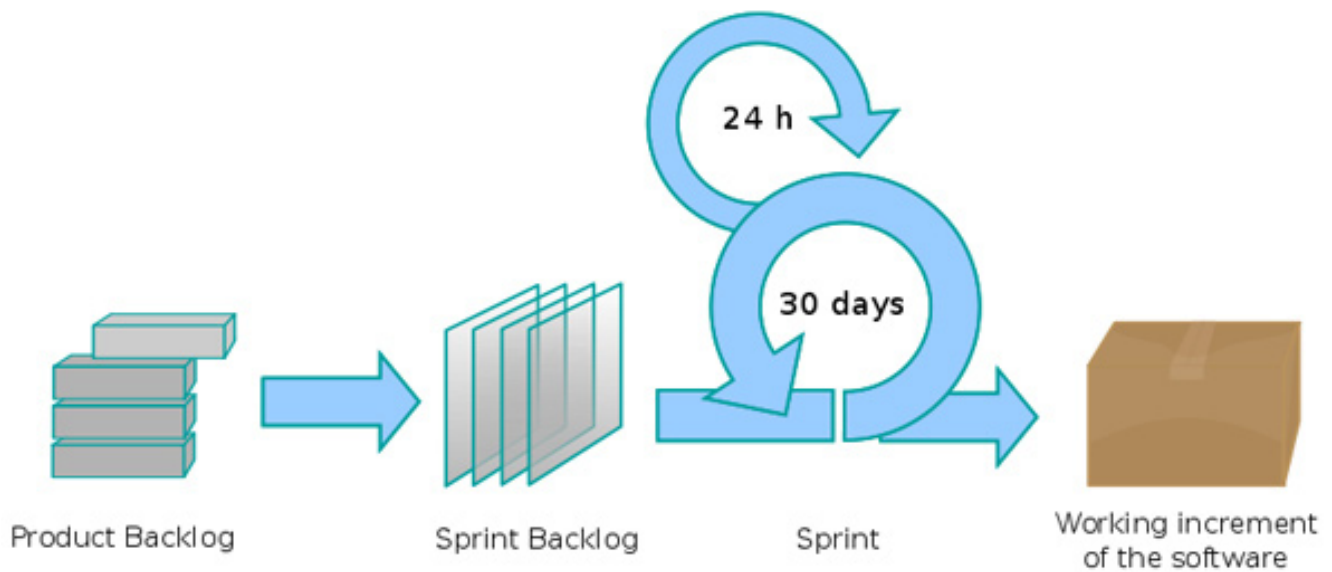 24 h
30 days
Product Backlog
Sprint Backlog
Sprint
Working increment
of the software